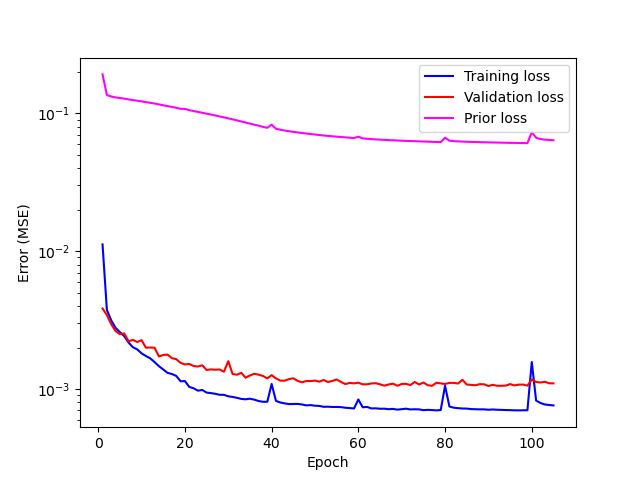 Training loss
Validation loss
Prior loss
10⁻¹
10⁻²
10⁻³
Error (MSE)
0 20 40 60 80 100
Epoch